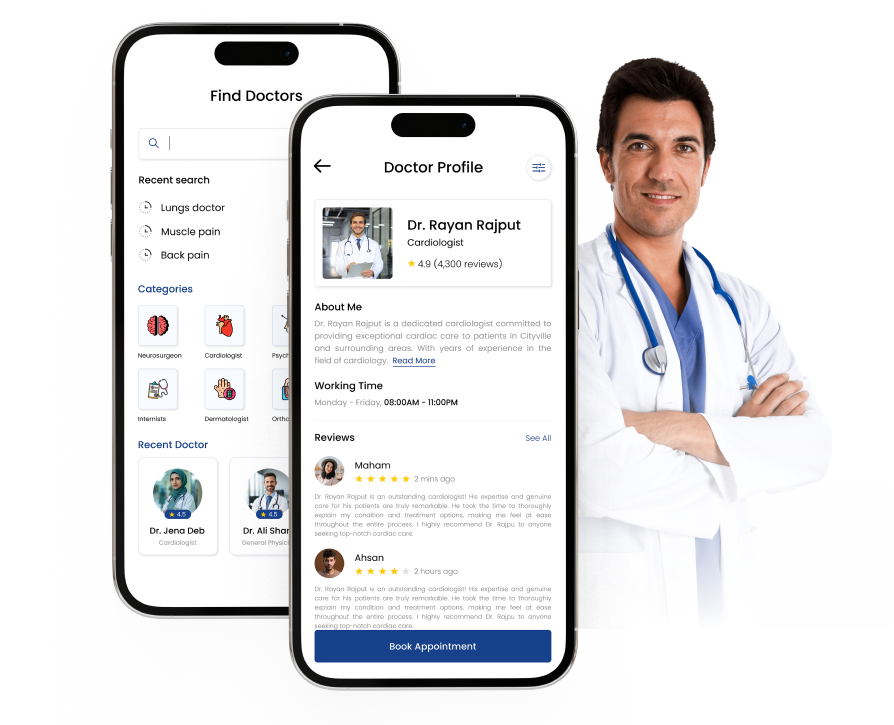 Find Doctors
Recent search
Lungs doctor
Muscle pain
Back pain
Categories
Neurosurgeon
Cardiologist
Psych
Internists
Dermatologist
Ortho
Recent Doctor
4.5
Dr. Jena Deb
Cardiologist
4.5
Dr. Ali Shar
General Physici
Doctor Profile
Dr. Rayan Rajput
Cardiologist
4.9 (4,300 reviews)
About Me
Dr. Rayan Rajput is a dedicated cardiologist committed to
providing exceptional cardiac care to patients in Cityville
and surrounding areas. With years of experience in the
field of cardiology. Read More
Working Time
Monday - Friday, 08:00AM - 11:00PM
Reviews
See All
Maham
2 mins ago
Dr. Rayan Rajput is an outstanding cardiologist! His expertise and genuine
care for his patients are truly remarkable. He took the time to thoroughly
explain my condition and treatment options, making me feel at ease
throughout the entire process. I highly recommend Dr. Rajpu to anyone
seeking top-notch cardiac care.
Ahsan
2 hours ago
Dr. Rayan Rajput is an outstanding cardiologist! His expertise and genuine
care for his patients are truly remarkable. He took the time to thoroughly
explain my condition and treatment options, making me feel at ease
throughout the entire process. I highly recommend Dr. Rajpu to anyone
seeking top-notch cardiac care.
Book Appointment